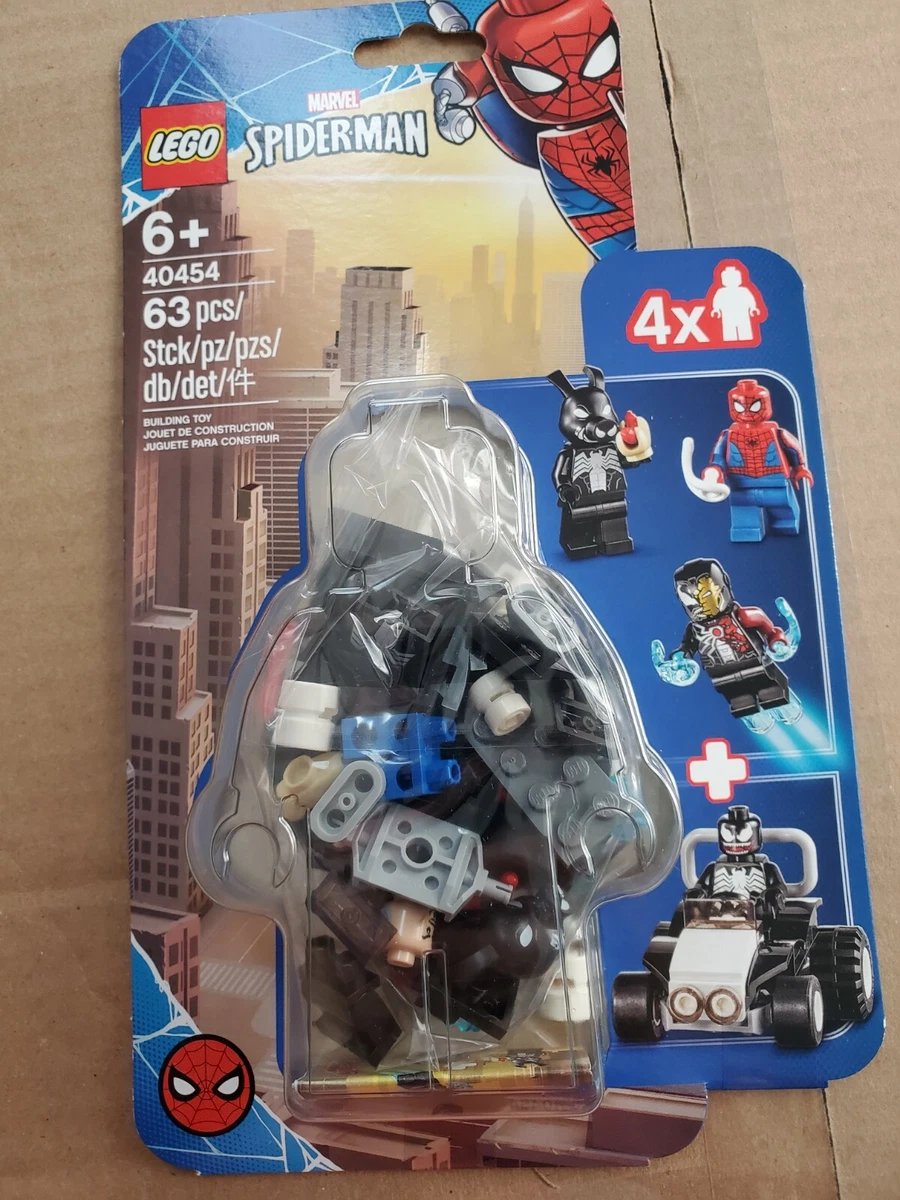 MARVEL
LEGO
SPIDERMAN
6+
40454
63 pcs/
Stck/pz/pzs/
db/det/件
BUILDING TOY
JOUET DE CONSTRUCTION
JUGUETE PARA CONSTRUIR
4x